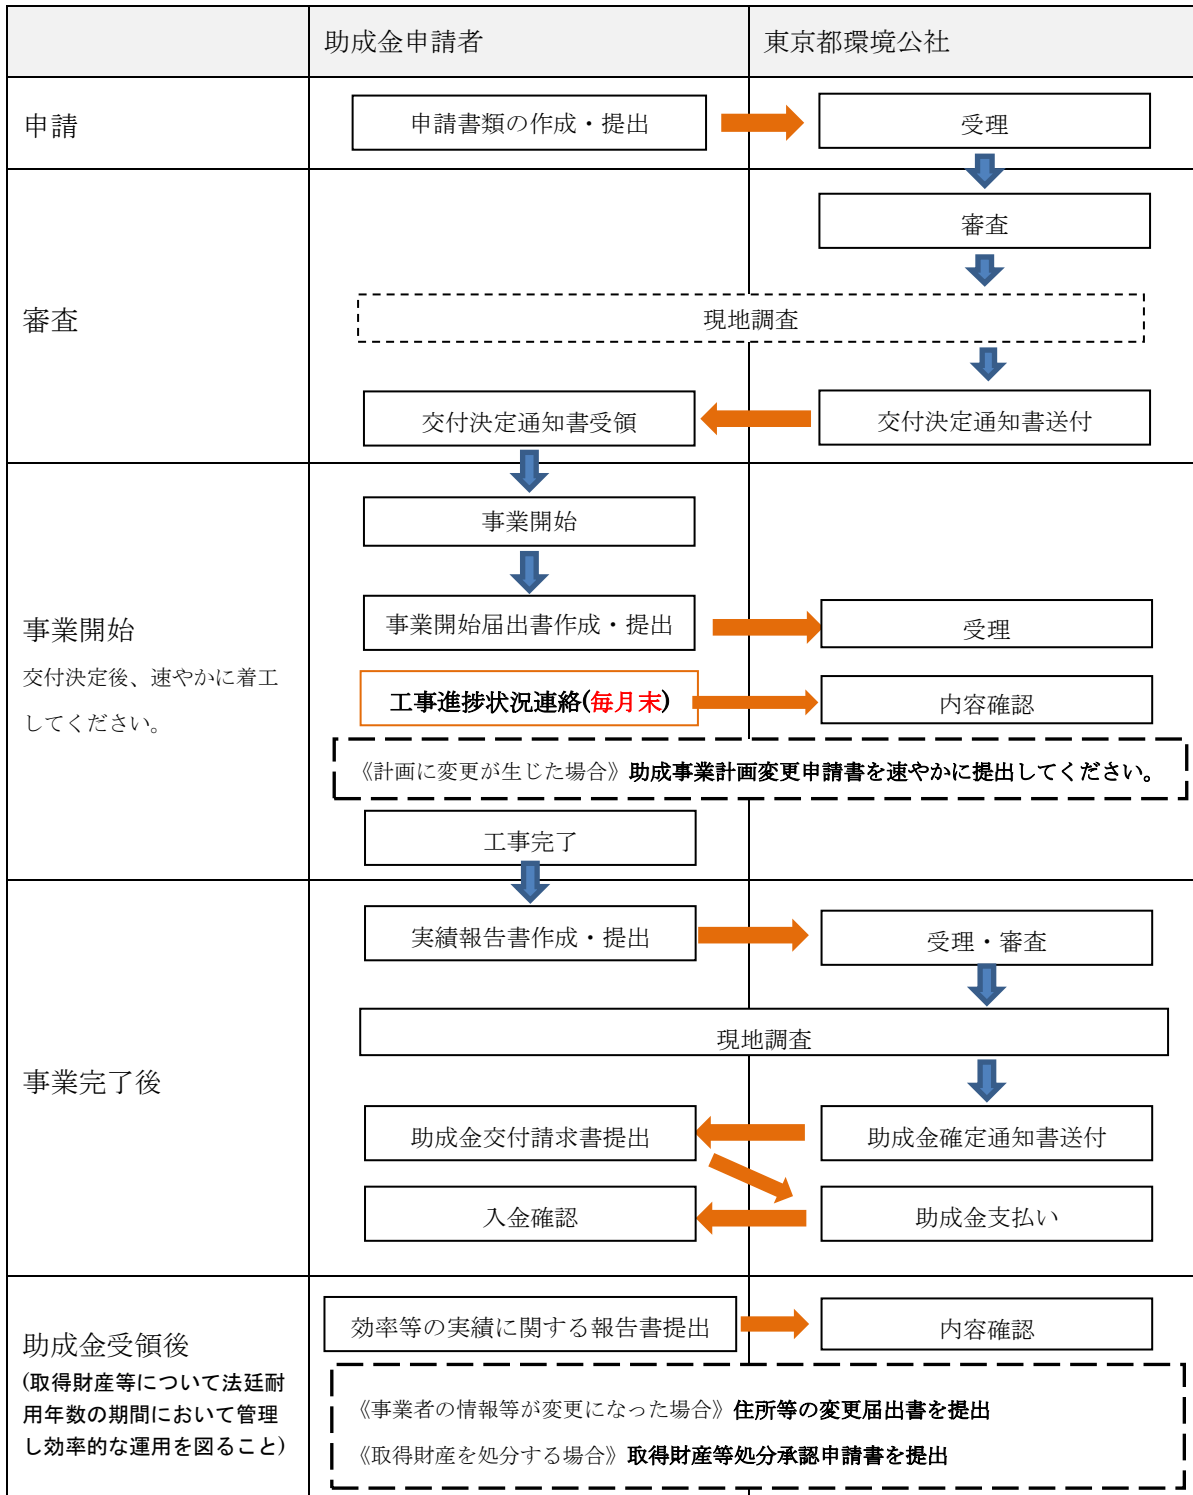 助成金申請者
東京都環境公社
申請
申請書類の作成・提出
受理
審査
審査
現地調査
交付決定通知書受領
交付決定通知書送付
事業開始
交付決定後、速やかに着工
してください。
事業開始
事業開始届出書作成・提出
受理
工事進捗状況連絡(毎月末)
内容確認
《計画に変更が生じた場合》助成事業計画変更申請書を速やかに提出してください。
工事完了
事業完了後
実績報告書作成・提出
受理・審査
現地調査
助成金交付請求書提出
助成金確定通知書送付
入金確認
助成金支払い
助成金受領後
(取得財産等について法廷耐
用年数の期間において管理
し効率的な運用を図ること)
効率等の実績に関する報告書提出
内容確認
《事業者の情報等が変更になった場合》住所等の変更届出書を提出
《取得財産を処分する場合》取得財産等処分承認申請書を提出